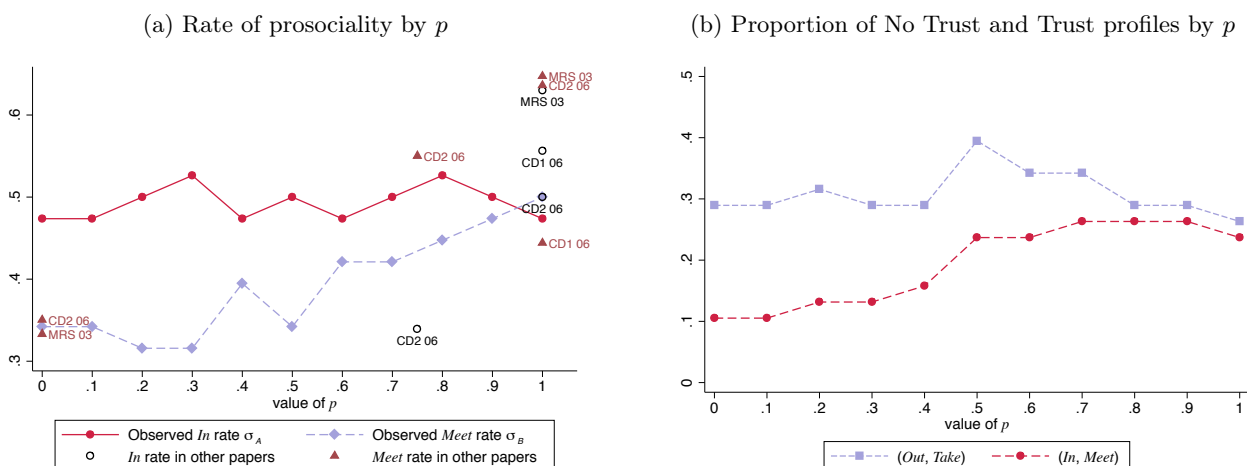 (a) Rate of prosociality by p
MRS 03
CD2 06
MRS 03
CD2 06
CD1 06
CD2 06
CD1 06
CD2 06
MRS 03
CD2 06
.6
.5
.4
.3
0 .1 .2 .3 .4 .5 .6 .7 .8 .9 1
value of p
Observed In rate σA
Observed Meet rate σB
In rate in other papers
Meet rate in other papers
(b) Proportion of No Trust and Trust profiles by p
.5
.4
.3
.2
.1
0
0 .1 .2 .3 .4 .5 .6 .7 .8 .9 1
value of p
(Out, Take)
(In, Meet)